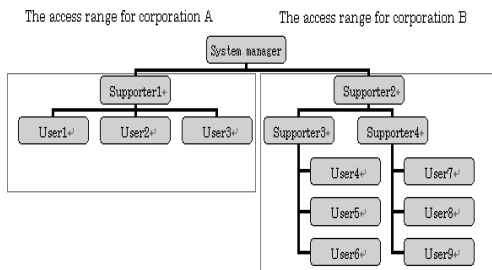 The access range for corporation A
The access range for corporation B
System manager
Supporter1↵
Supporter2↵
User1↵
User2↵
User3↵
Supporter3↵
Supporter4↵
User4↵
User7↵
User5↵
User8↵
User6↵
User9↵